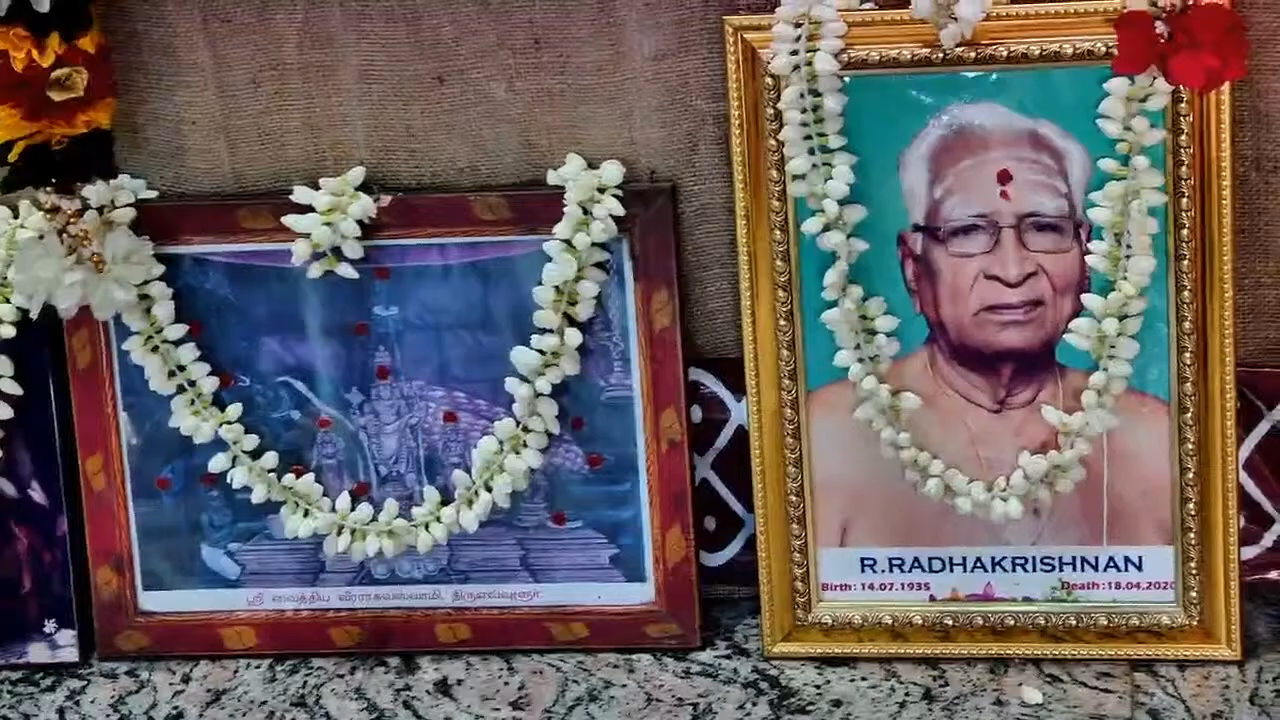 ஸ்ரீ வைத்திய வீரராகவஸ்வாமி, திருஎவ்வுளூர்.
R.RADHAKRISHNAN
Birth: 14.07.1935
Death:18.04.2020